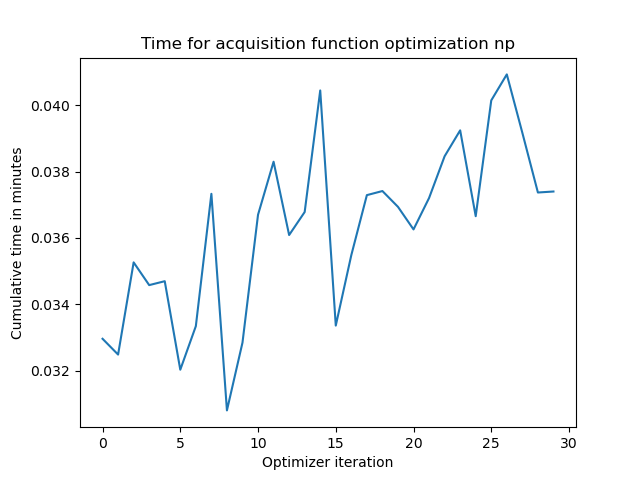 Time for acquisition function optimization np
0.040
0.038
0.036
0.034
0.032
Cumulative time in minutes
0 5 10 15 20 25 30
Optimizer iteration